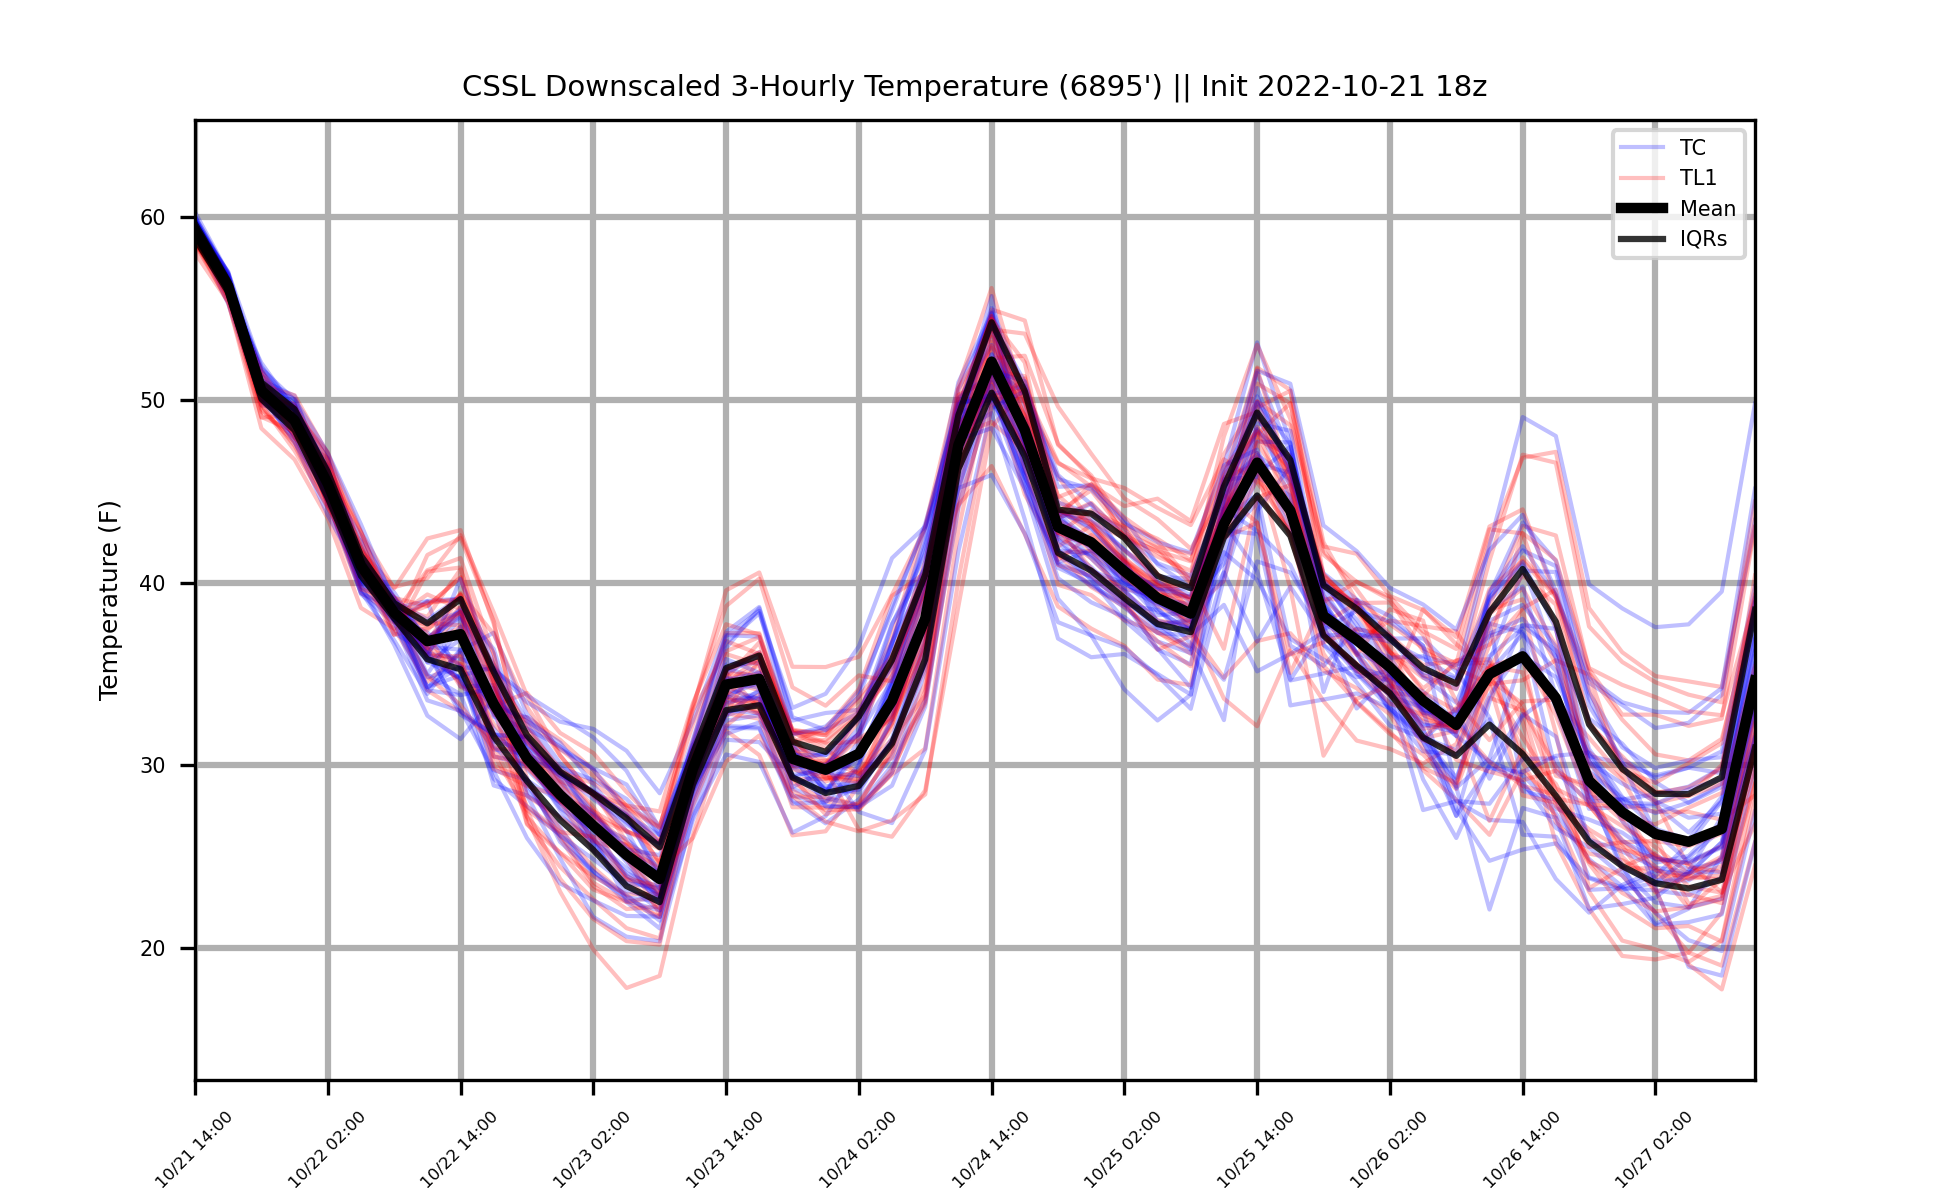 CSSL Downscaled 3-Hourly Temperature (6895') || Init 2022-10-21 18z
TC
TL1
Mean
IQRs
Temperature (F)
60
50
40
30
20
10/21 14:00
10/22 02:00
10/22 14:00
10/23 02:00
10/23 14:00
10/24 02:00
10/24 14:00
10/25 02:00
10/25 14:00
10/26 02:00
10/26 14:00
10/27 02:00